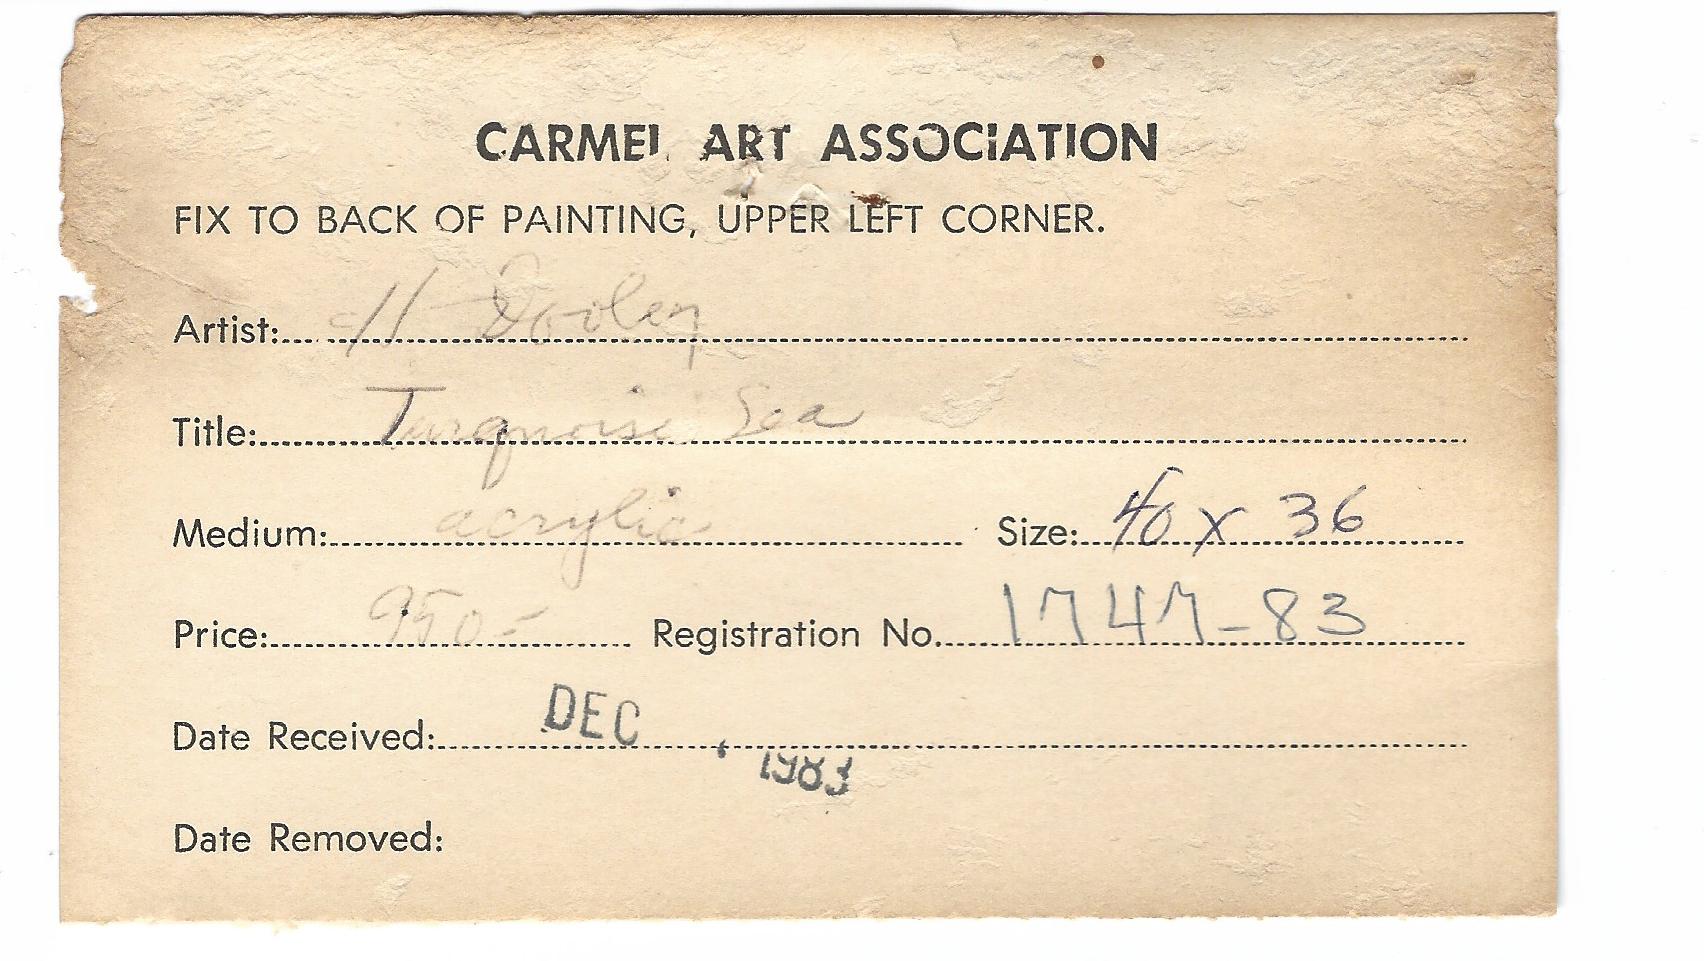 CARMEL ART ASSOCIATION
FIX TO BACK OF PAINTING, UPPER LEFT CORNER.
Artist: H Dooley
Title: Turquoise Sea
Medium: acrylic Size: 40 x 36
Price: 950- Registration No. 1747-83
Date Received: DEC 1983
Date Removed: